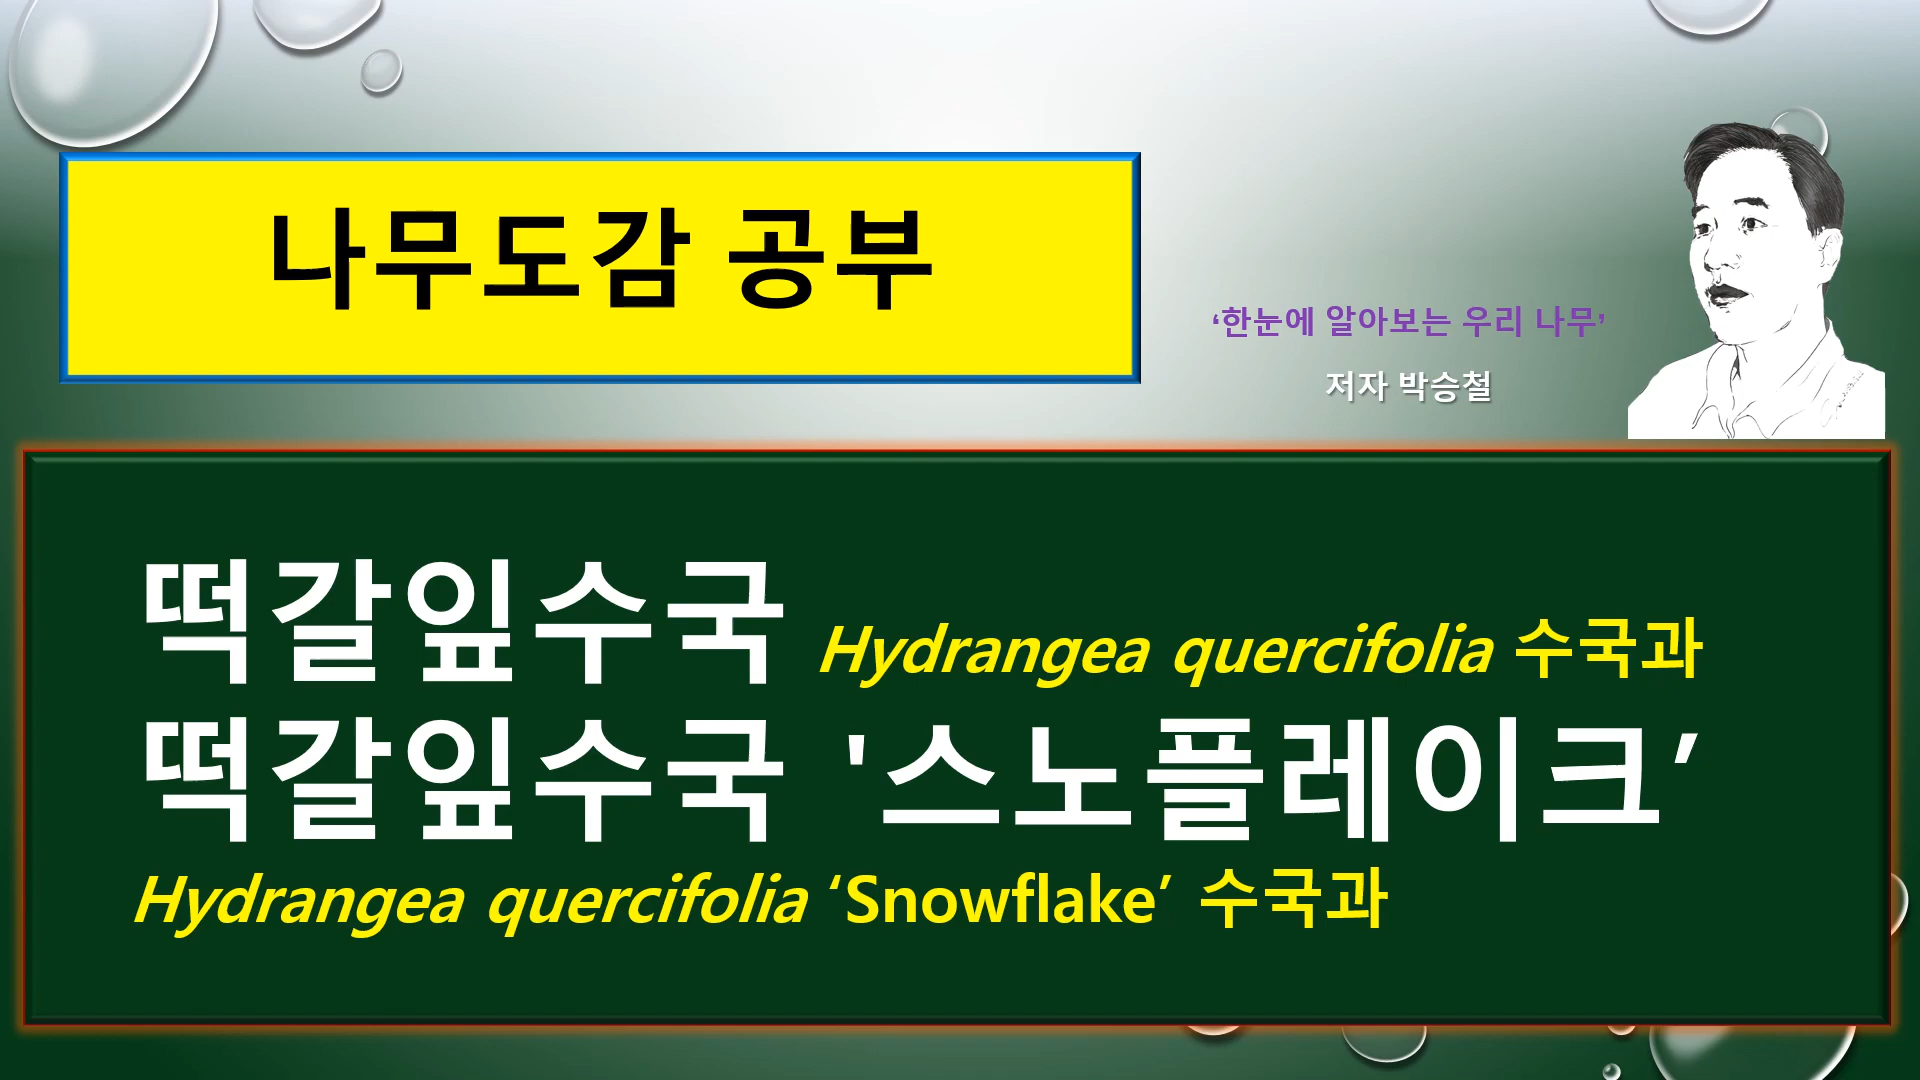 나무도감 공부
‘한눈에 알아보는 우리 나무’
저자 박승철
떡갈잎수국 Hydrangea quercifolia 수국과
떡갈잎수국 '스노플레이크’
Hydrangea quercifolia ‘Snowflake’ 수국과